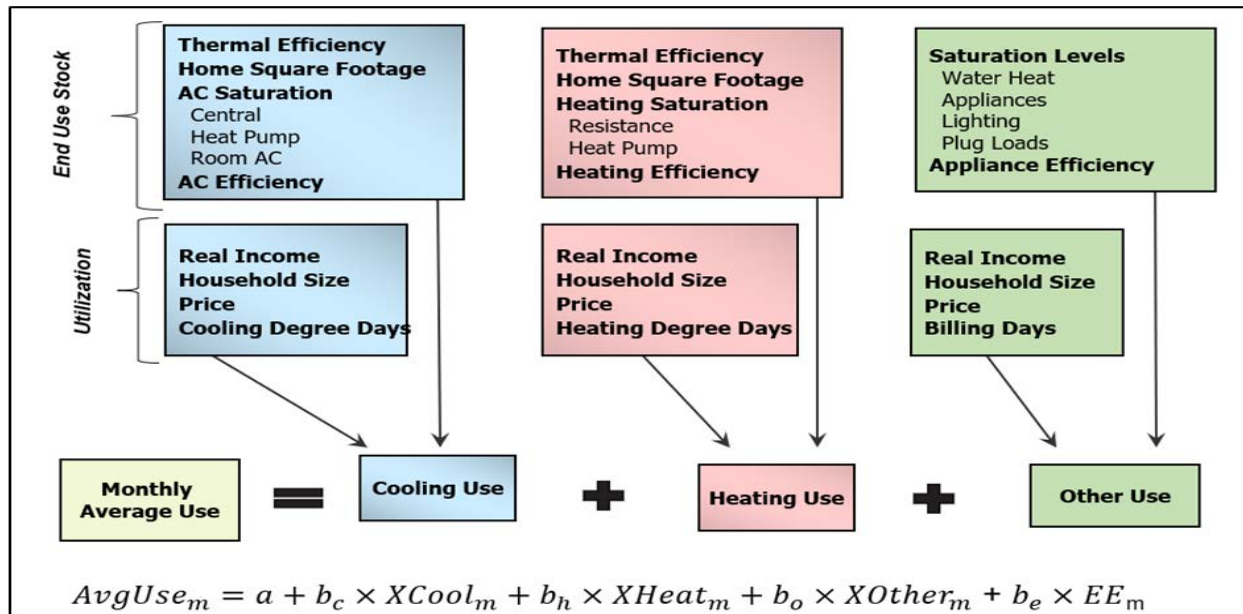 End Use Stock
Thermal Efficiency
Home Square Footage
AC Saturation
Central
Heat Pump
Room AC
AC Efficiency
Thermal Efficiency
Home Square Footage
Heating Saturation
Resistance
Heat Pump
Heating Efficiency
Saturation Levels
Water Heat
Appliances
Lighting
Plug Loads
Appliance Efficiency
Utilization
Real Income
Household Size
Price
Cooling Degree Days
Real Income
Household Size
Price
Heating Degree Days
Real Income
Household Size
Price
Billing Days
Monthly
Average Use
=
Cooling Use
+
Heating Use
+
Other Use
AvgUse_m = a + b_c × XCool_m + b_h × XHeat_m + b_o × XOther_m + b_e × EE_m